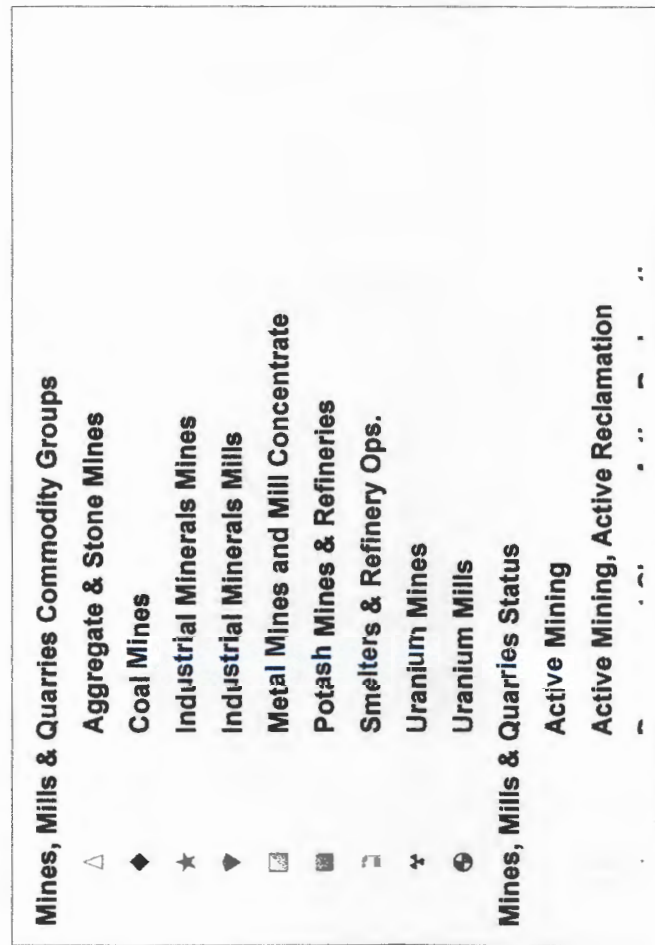 Mines, Mills & Quarries Commodity Groups
Aggregate & Stone Mines
Coal Mines
Industrial Minerals Mines
Industrial Minerals Mills
Metal Mines and Mill Concentrate
Potash Mines & Refineries
Smelters & Refinery Ops.
Uranium Mines
Uranium Mills
Mines, Mills & Quarries Status
Active Mining
Active Mining, Active Reclamation